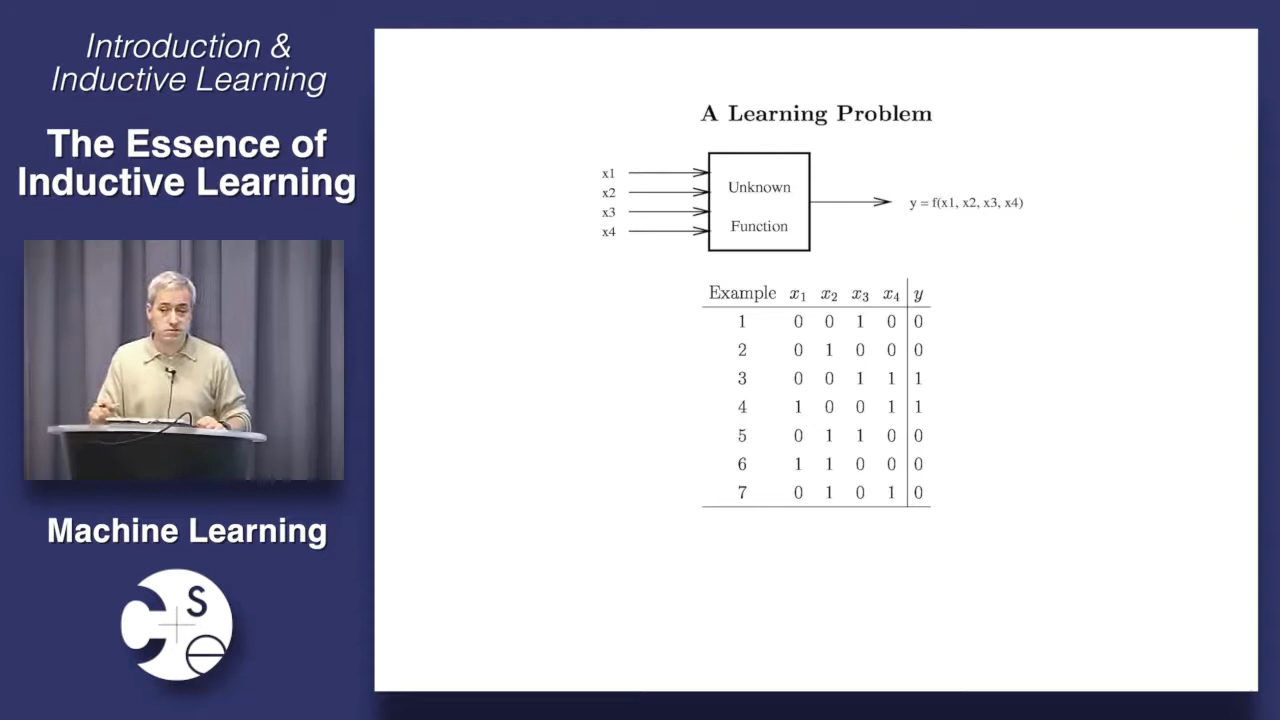 Introduction &
Inductive Learning
The Essence of
Inductive Learning
Machine Learning
C S e
A Learning Problem
x1
x2
x3
x4
Unknown
Function
y = f(x1, x2, x3, x4)
Example x₁ x₂ x₃ x₄ y
1 0 0 1 0 0
2 0 1 0 0 0
3 0 0 1 1 1
4 1 0 0 1 1
5 0 1 1 0 0
6 1 1 0 0 0
7 0 1 0 1 0